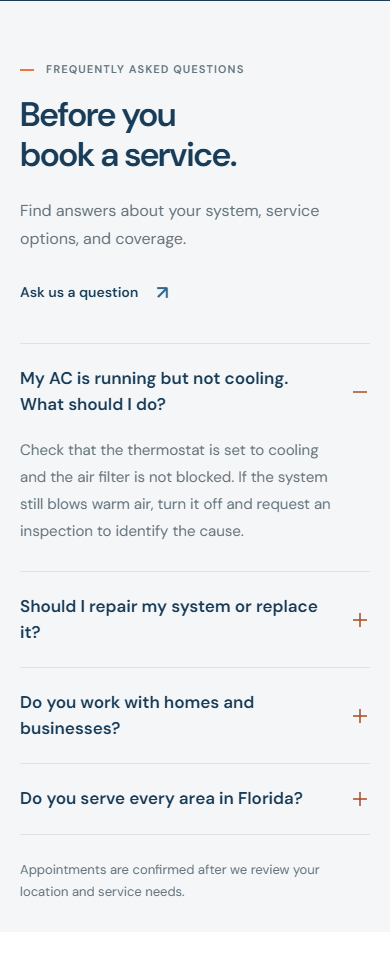 FREQUENTLY ASKED QUESTIONS
Before you
book a service.
Find answers about your system, service
options, and coverage.
Ask us a question
My AC is running but not cooling.
What should I do?
Check that the thermostat is set to cooling
and the air filter is not blocked. If the system
still blows warm air, turn it off and request an
inspection to identify the cause.
Should I repair my system or replace
it?
Do you work with homes and
businesses?
Do you serve every area in Florida?
Appointments are confirmed after we review your
location and service needs.